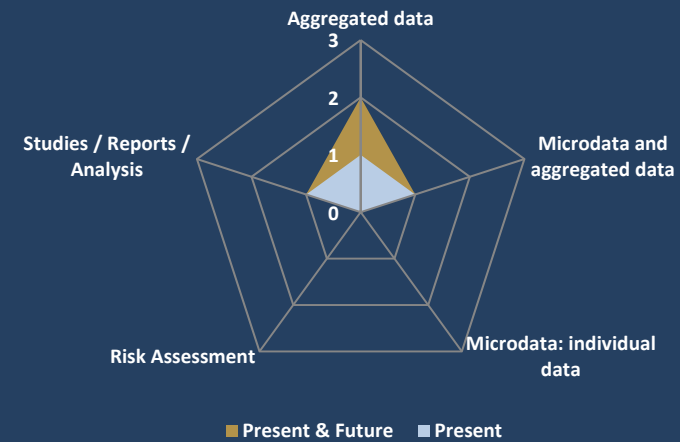 Aggregated data
3
2
1
0
Studies / Reports /
Analysis
Microdata and
aggregated data
Risk Assessment
Microdata: individual
data
Present & Future
Present